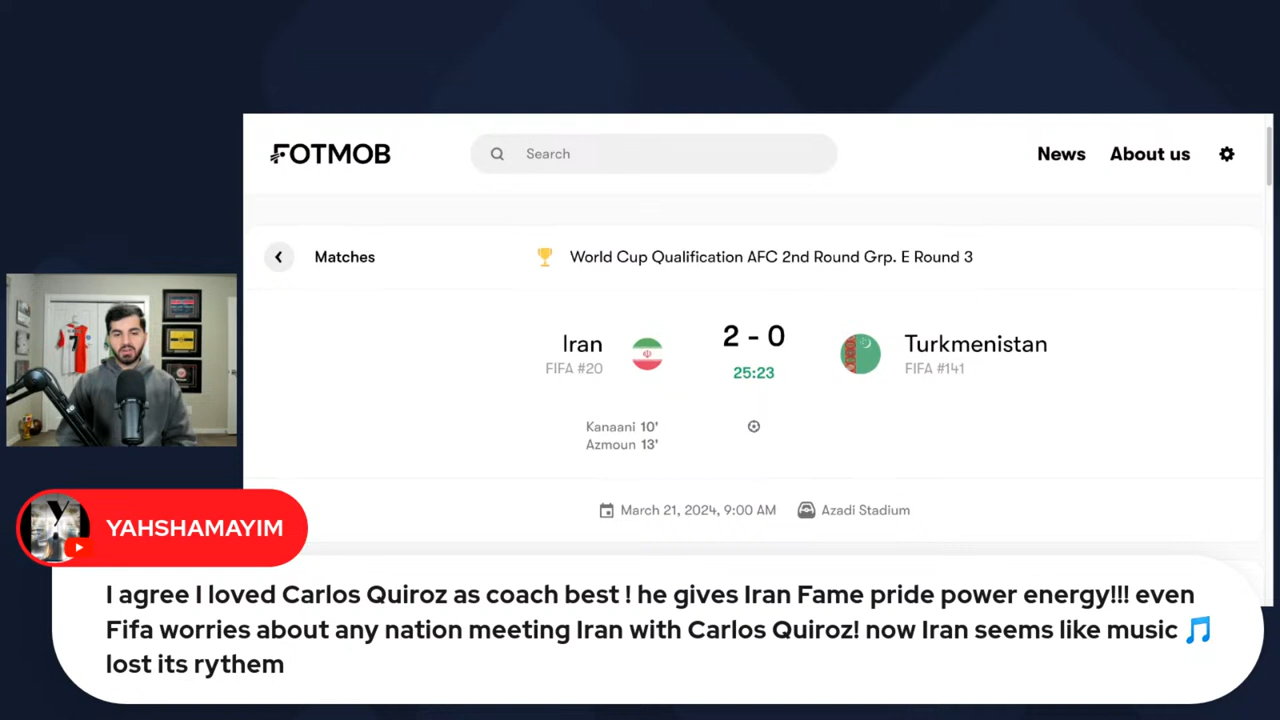 FOTMOB
Search
News
About us
Matches
World Cup Qualification AFC 2nd Round Grp. E Round 3
Iran
FIFA #20
2 - 0
25:23
Turkmenistan
FIFA #141
Kanaani 10'
Azmoun 13'
March 21, 2024, 9:00 AM
Azadi Stadium
7
Y
YAHSHAMAYIM
I agree I loved Carlos Quiroz as coach best ! he gives Iran Fame pride power energy!!! even
Fifa worries about any nation meeting Iran with Carlos Quiroz! now Iran seems like music 🎵
lost its rythem